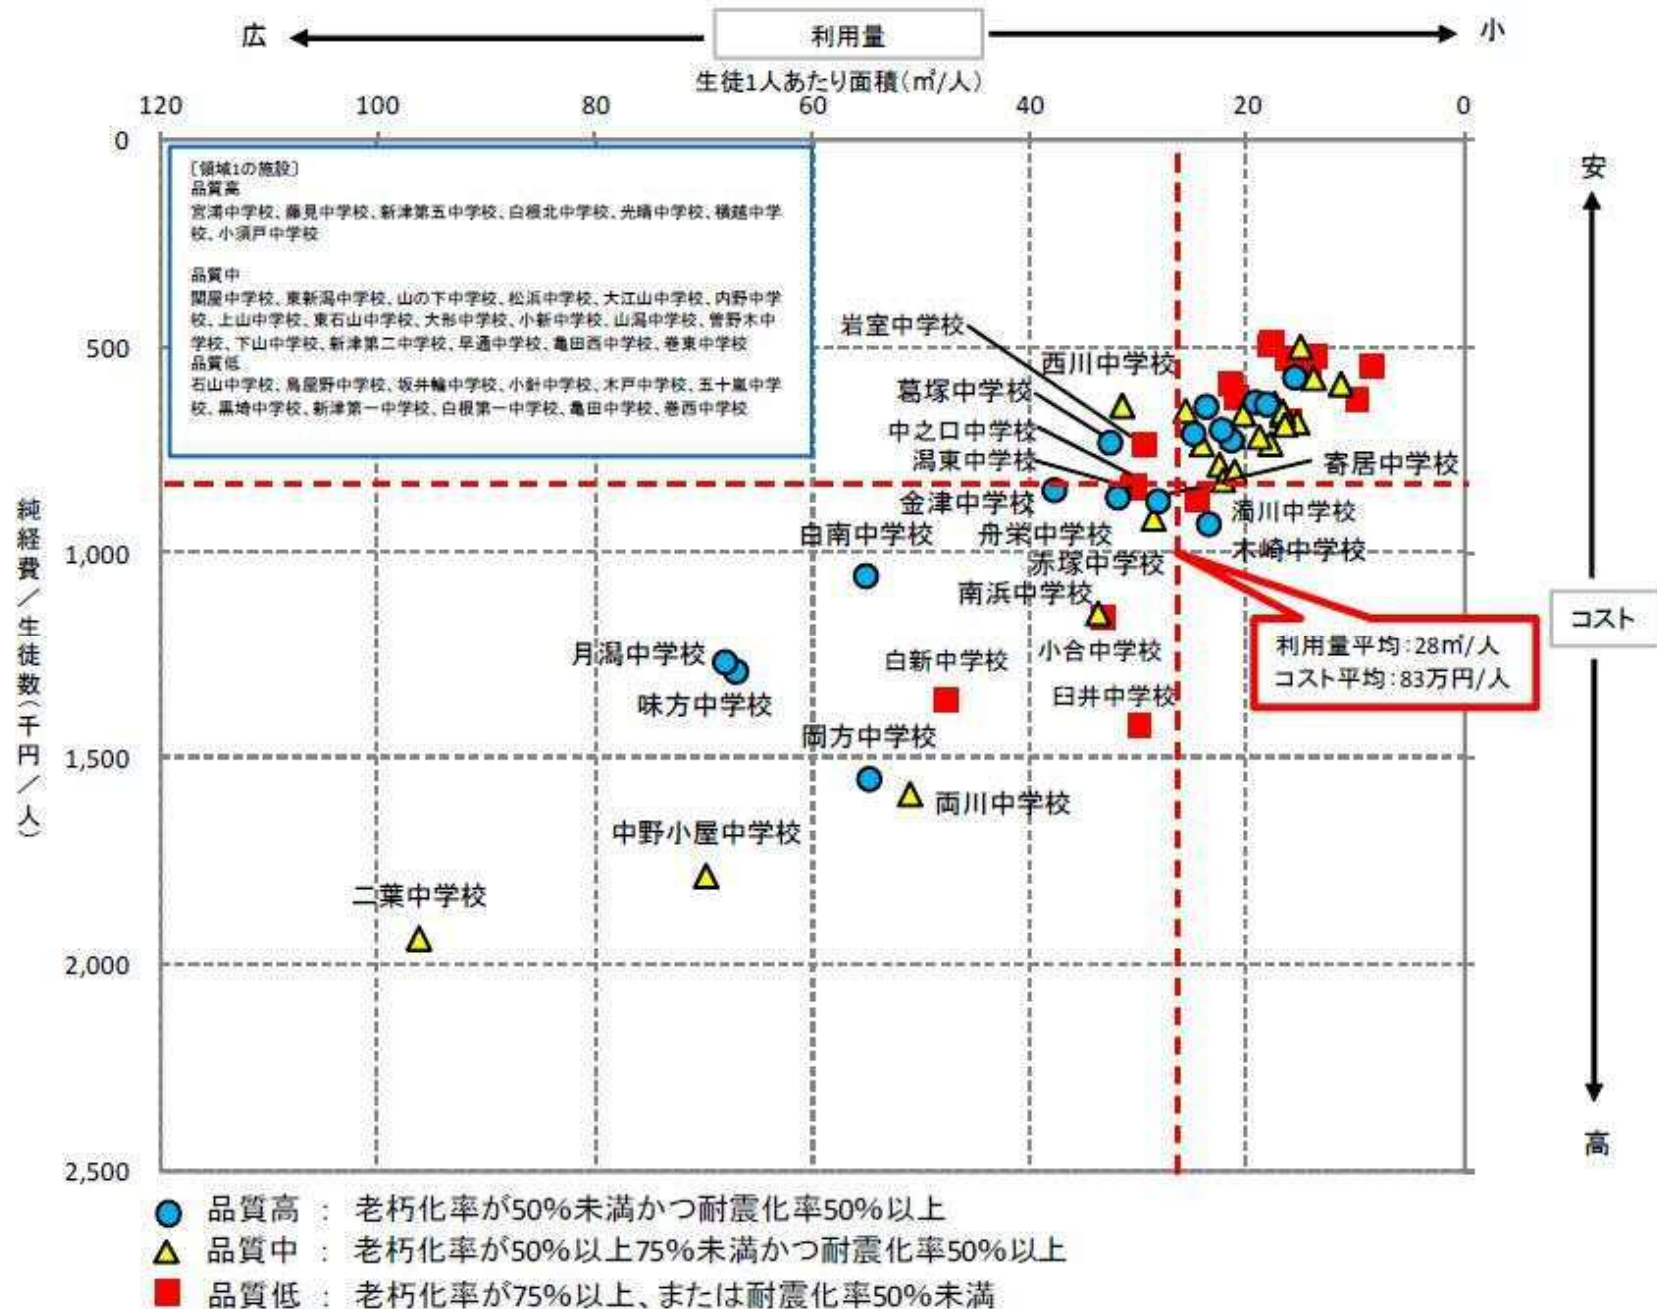 広
利用量
小
生徒1人あたり面積(㎡/人)
120
100
80
60
40
20
0
0
500
1,000
1,500
2,000
2,500
純経費/生徒数(千円/人)
安
コスト
高
〔領域1の施設〕
品質高
宮浦中学校、藤見中学校、新津第五中学校、白根北中学校、光晴中学校、横越中学
校、小須戸中学校
品質中
関屋中学校、東新潟中学校、山の下中学校、松浜中学校、大江山中学校、内野中学
校、上山中学校、東石山中学校、大形中学校、小新中学校、山潟中学校、曽野木中
学校、下山中学校、新津第二中学校、早通中学校、亀田西中学校、巻東中学校
品質低
石山中学校、鳥屋野中学校、坂井輪中学校、小針中学校、木戸中学校、五十嵐中学
校、黒埼中学校、新津第一中学校、白根第一中学校、亀田中学校、巻西中学校
岩室中学校
西川中学校
葛塚中学校
中之口中学校
潟東中学校
寄居中学校
金津中学校
濁川中学校
白南中学校
舟栄中学校
木崎中学校
赤塚中学校
南浜中学校
月潟中学校
白新中学校
小合中学校
利用量平均:28㎡/人
コスト平均:83万円/人
味方中学校
臼井中学校
岡方中学校
両川中学校
中野小屋中学校
二葉中学校
品質高 : 老朽化率が50%未満かつ耐震化率50%以上
品質中 : 老朽化率が50%以上75%未満かつ耐震化率50%以上
品質低 : 老朽化率が75%以上、または耐震化率50%未満